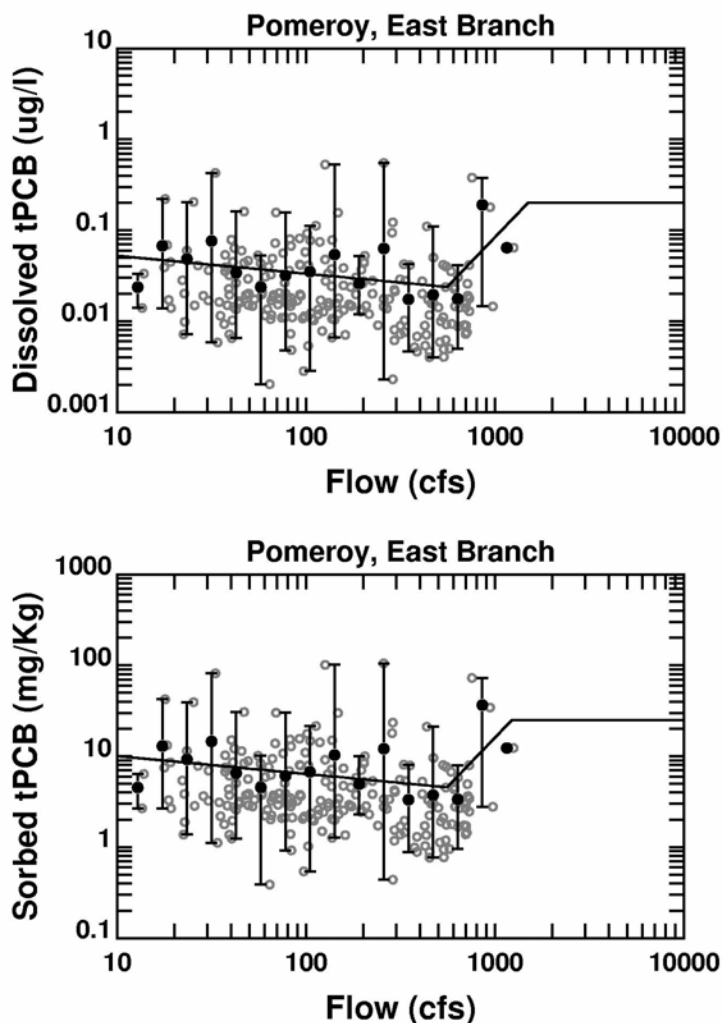 Pomeroy, East Branch
Dissolved tPCB (ug/l)
10
1
0.1
0.01
0.001
10 100 1000 10000
Flow (cfs)
Pomeroy, East Branch
Sorbed tPCB (mg/Kg)
1000
100
10
1
0.1
10 100 1000 10000
Flow (cfs)